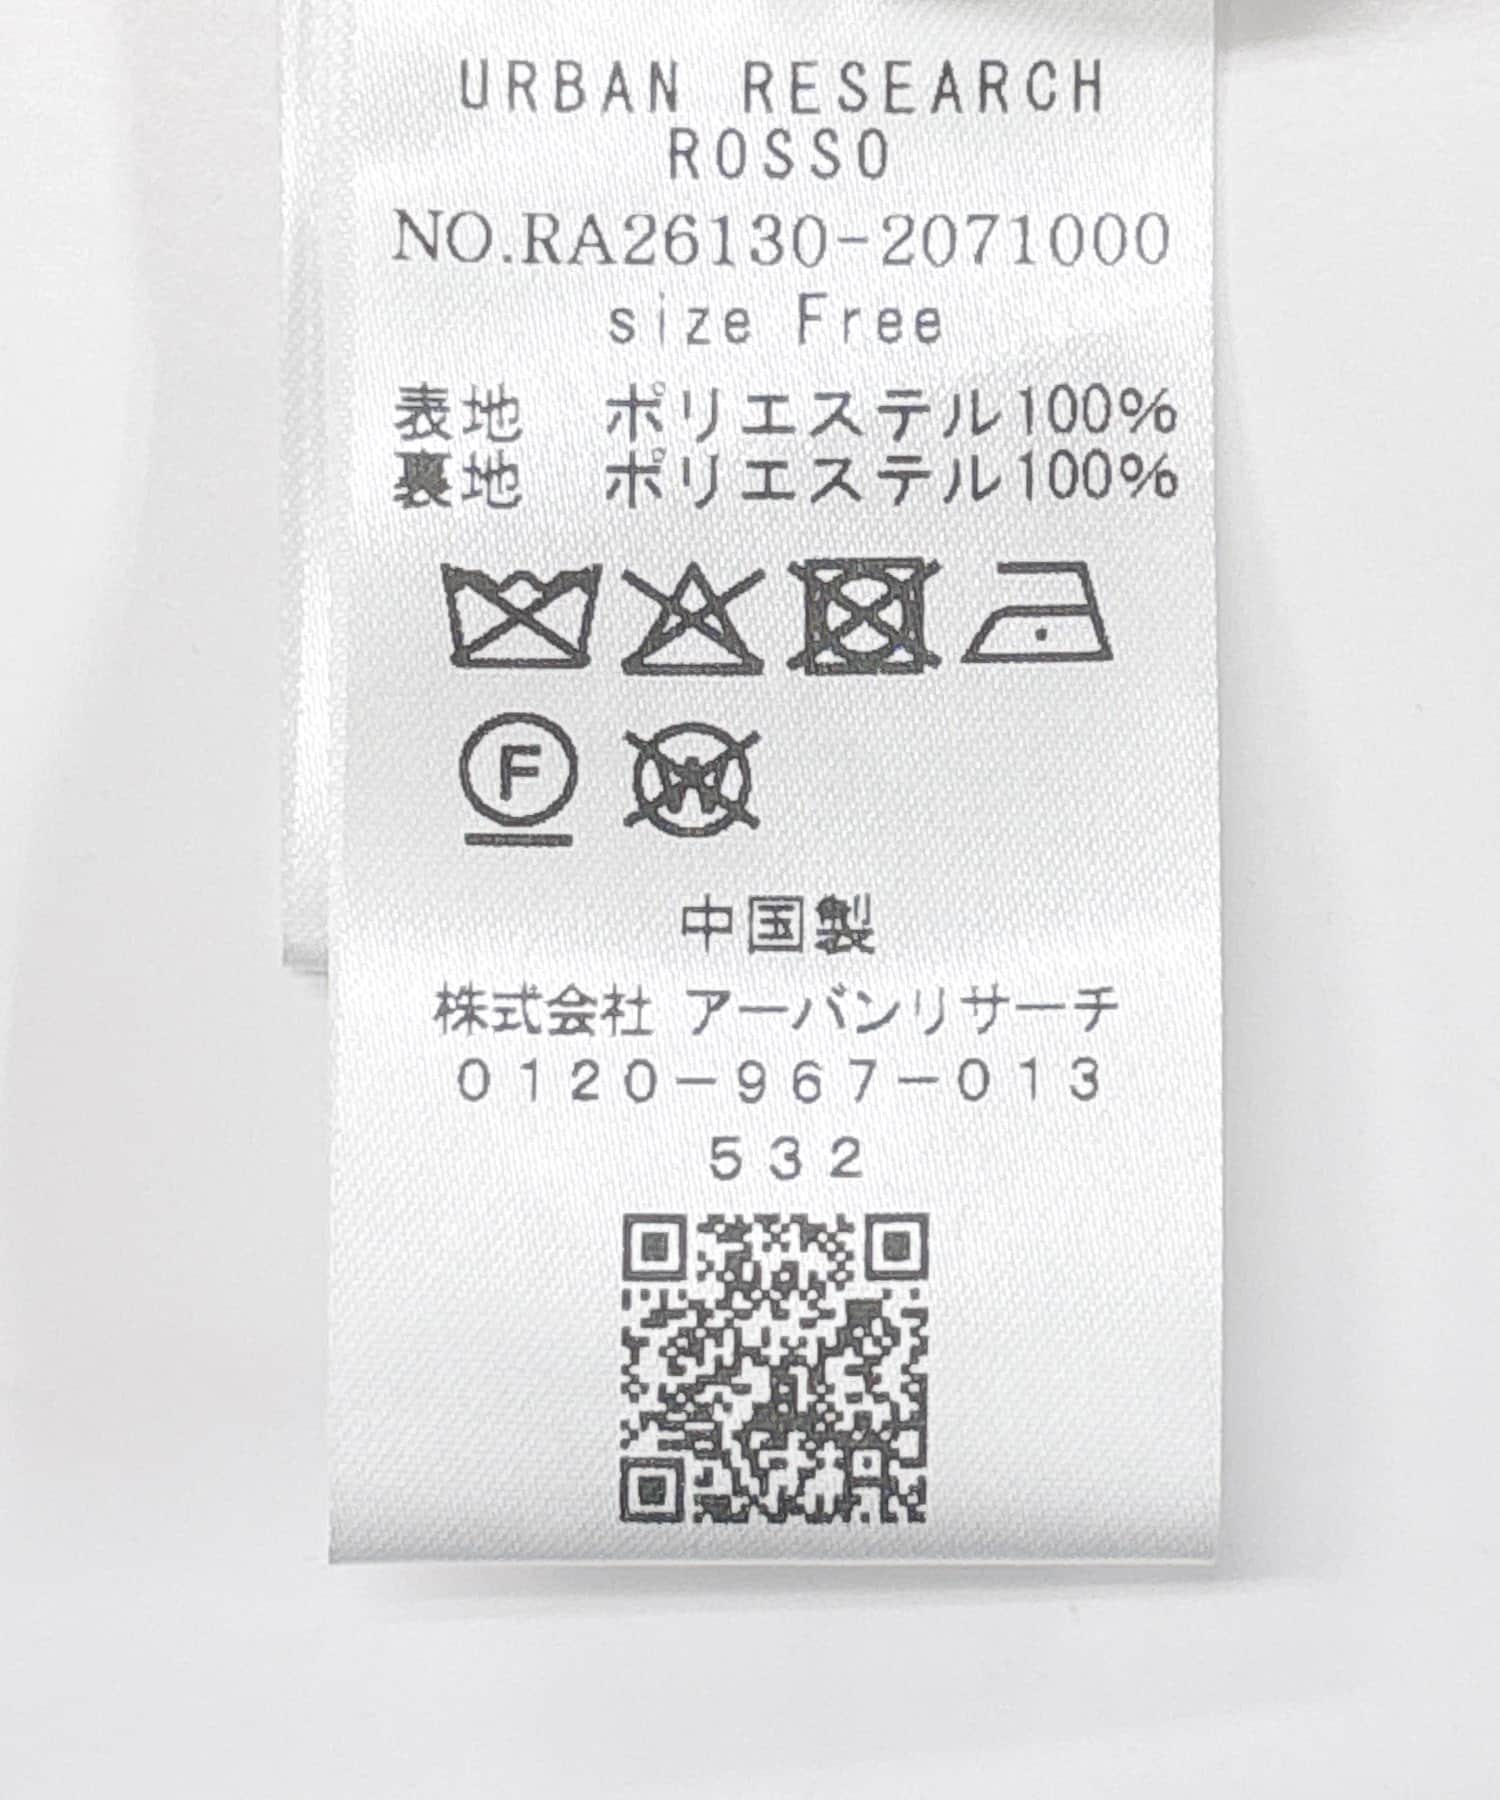 URBAN RESEARCH
ROSSO
NO.RA26130-2071000
size Free
表地 ポリエステル100%
裏地 ポリエステル100%
F
W
中国製
株式会社 アーバンリサーチ
0120-967-013
532